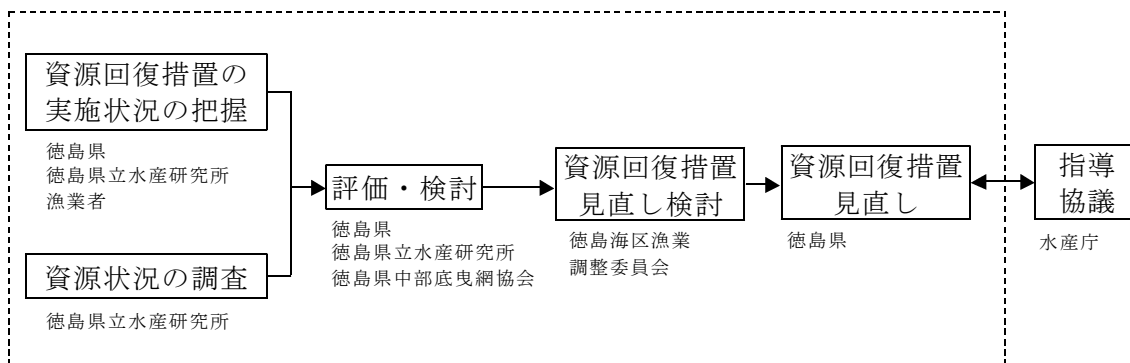 資源回復措置の
実施状況の把握
徳島県
徳島県立水産研究所
漁業者
資源状況の調査
徳島県立水産研究所
評価・検討
徳島県
徳島県立水産研究所
徳島県中部底曳網協会
資源回復措置
見直し検討
徳島海区漁業
調整委員会
資源回復措置
見直し
徳島県
指導
協議
水産庁